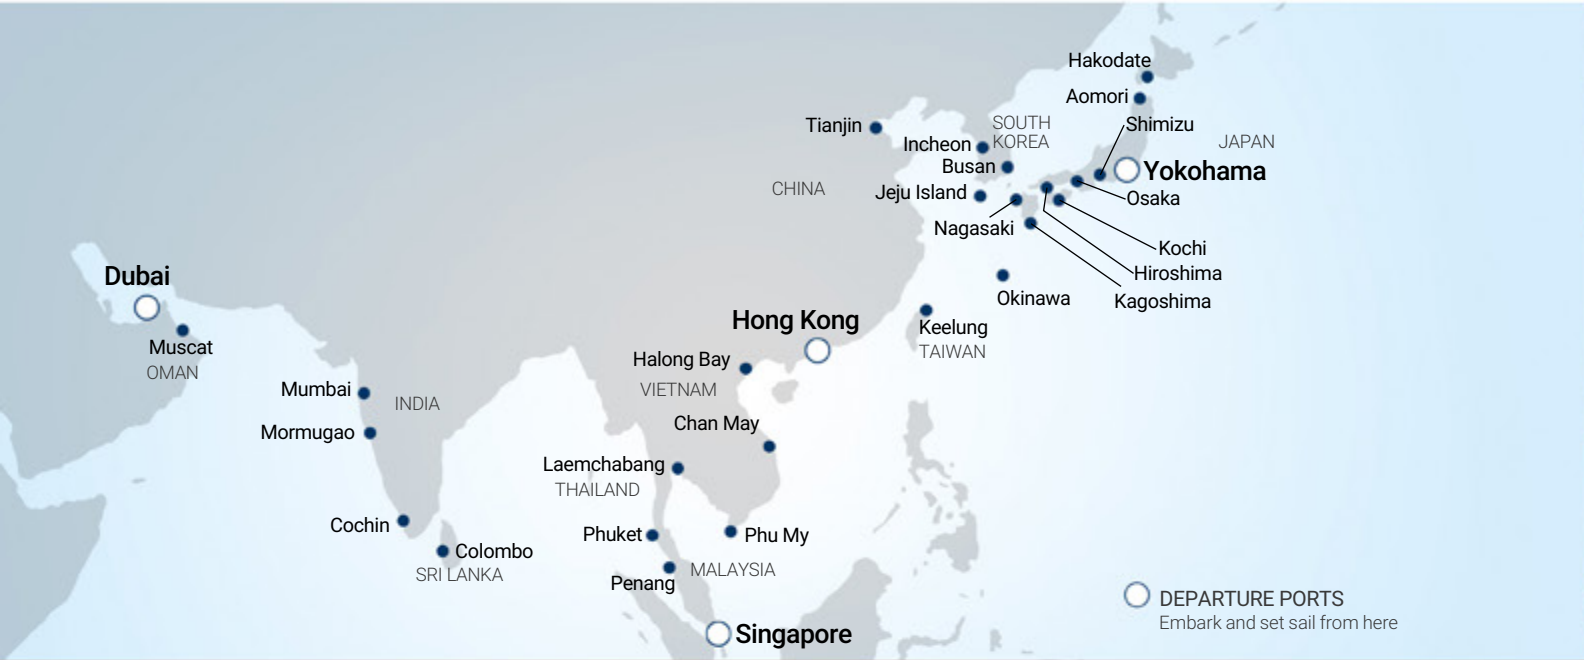 Hakodate
Aomori
Shimizu
Tianjin
SOUTH
KOREA
JAPAN
Incheon
Busan
Yokohama
CHINA
Jeju Island
Osaka
Nagasaki
Kochi
Hiroshima
Kagoshima
Okinawa
Dubai
Muscat
OMAN
Hong Kong
Keelung
TAIWAN
Halong Bay
VIETNAM
Mumbai
INDIA
Mormugao
Chan May
Laemchabang
THAILAND
Cochin
Colombo
SRI LANKA
Phuket
Phu My
Penang
MALAYSIA
Singapore
DEPARTURE PORTS
Embark and set sail from here